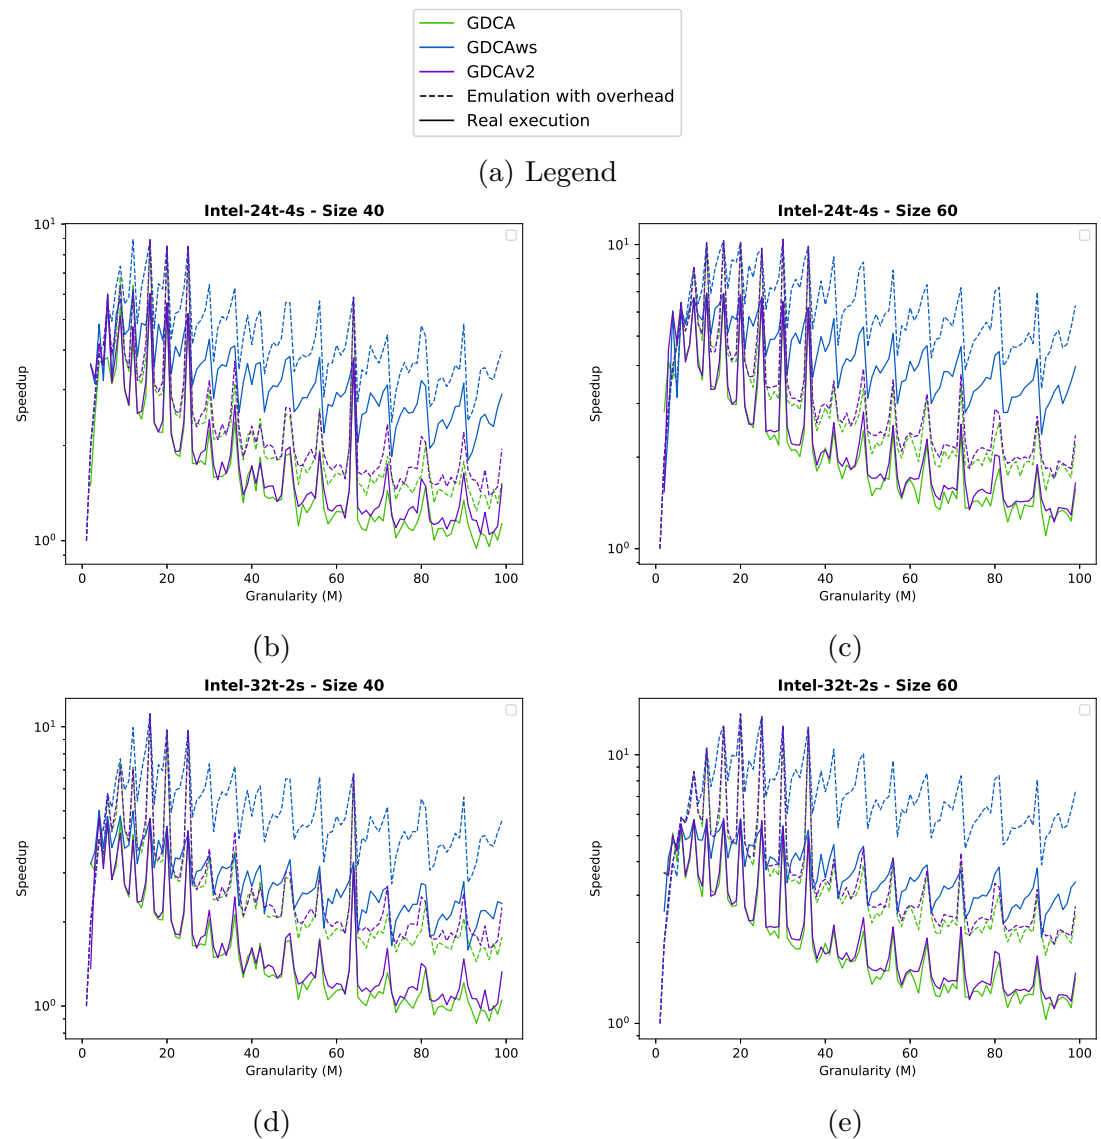 GDCA
GDCAws
GDCAv2
Emulation with overhead
Real execution
(a) Legend
Intel-24t-4s - Size 40
10¹
10⁰
Speedup
0 20 40 60 80 100
Granularity (M)
(b)
Intel-24t-4s - Size 60
10¹
10⁰
Speedup
0 20 40 60 80 100
Granularity (M)
(c)
Intel-32t-2s - Size 40
10¹
10⁰
Speedup
0 20 40 60 80 100
Granularity (M)
(d)
Intel-32t-2s - Size 60
10¹
10⁰
Speedup
0 20 40 60 80 100
Granularity (M)
(e)